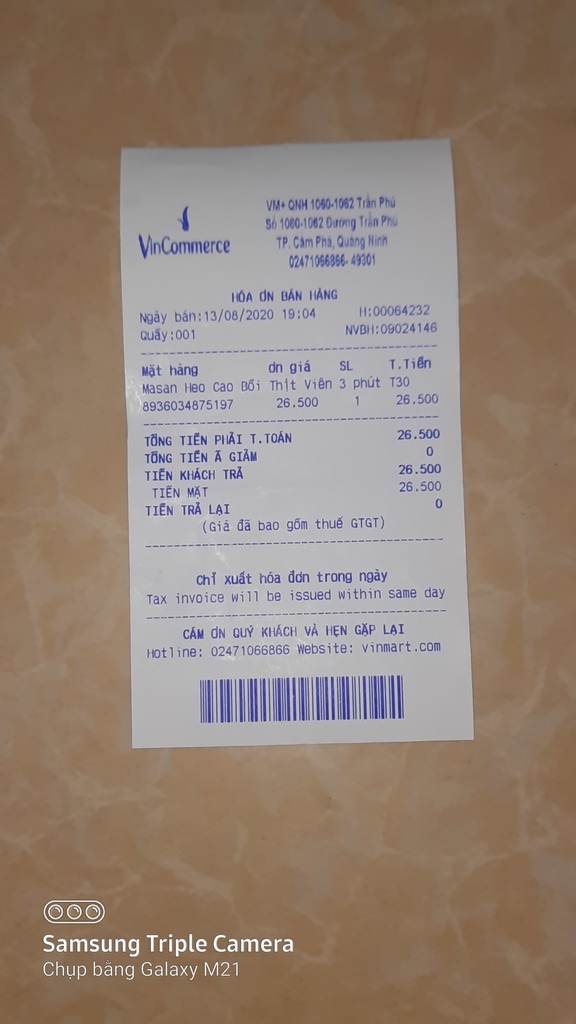 VinCommerce
VM+ QNH 1060-1062 Trần Phú
Số 1060-1062 Đường Trần Phú
TP. Cẩm Phả, Quảng Ninh
02471066866- 49301
HÓA ƠN BÁN HÀNG
Ngày bán:13/08/2020 19:04 H:00064232
Quầy:001 NVBH:09024146
Mặt hàng ơn giá SL T.Tiền
Masan Heo Cao Bồi Thịt Viên 3 phút T30
8936034875197 26.500 1 26.500
TỔNG TIỀN PHẢI T.TOÁN 26.500
TỔNG TIỀN Ã GIẢM 0
TIỀN KHÁCH TRẢ 26.500
TIỀN MẶT 26.500
TIỀN TRẢ LẠI 0
(Giá đã bao gồm thuế GTGT)
Chỉ xuất hóa đơn trong ngày
Tax invoice will be issued within same day
CẢM ƠN QUÝ KHÁCH VÀ HẸN GẶP LẠI
Hotline: 02471066866 Website: vinmart.com
Samsung Triple Camera
Chụp bằng Galaxy M21